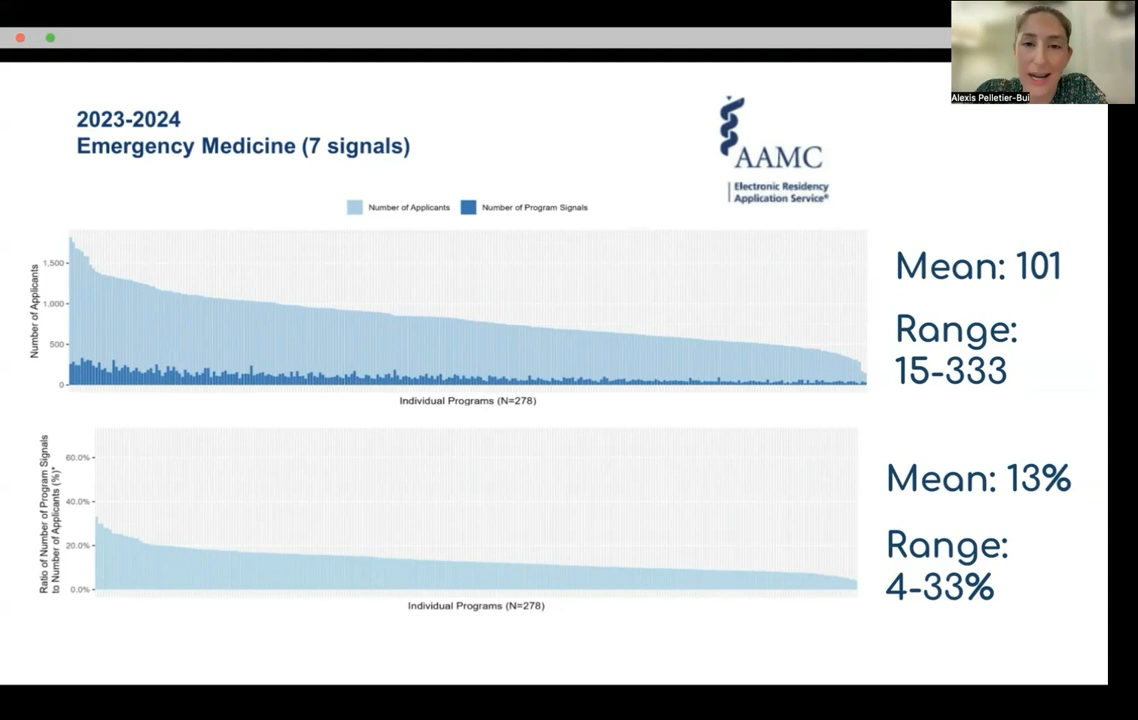 Alexis Pelletier-Bui
2023-2024
Emergency Medicine (7 signals)
AAMC
Electronic Residency
Application Service®
Number of Applicants
Number of Program Signals
Number of Applicants
1,500
1,000
500
0
Individual Programs (N=278)
Mean: 101
Range:
15-333
Ratio of Number of Program Signals
to Number of Applicants (%)*
60.0%
40.0%
20.0%
0.0%
Individual Programs (N=278)
Mean: 13%
Range:
4-33%